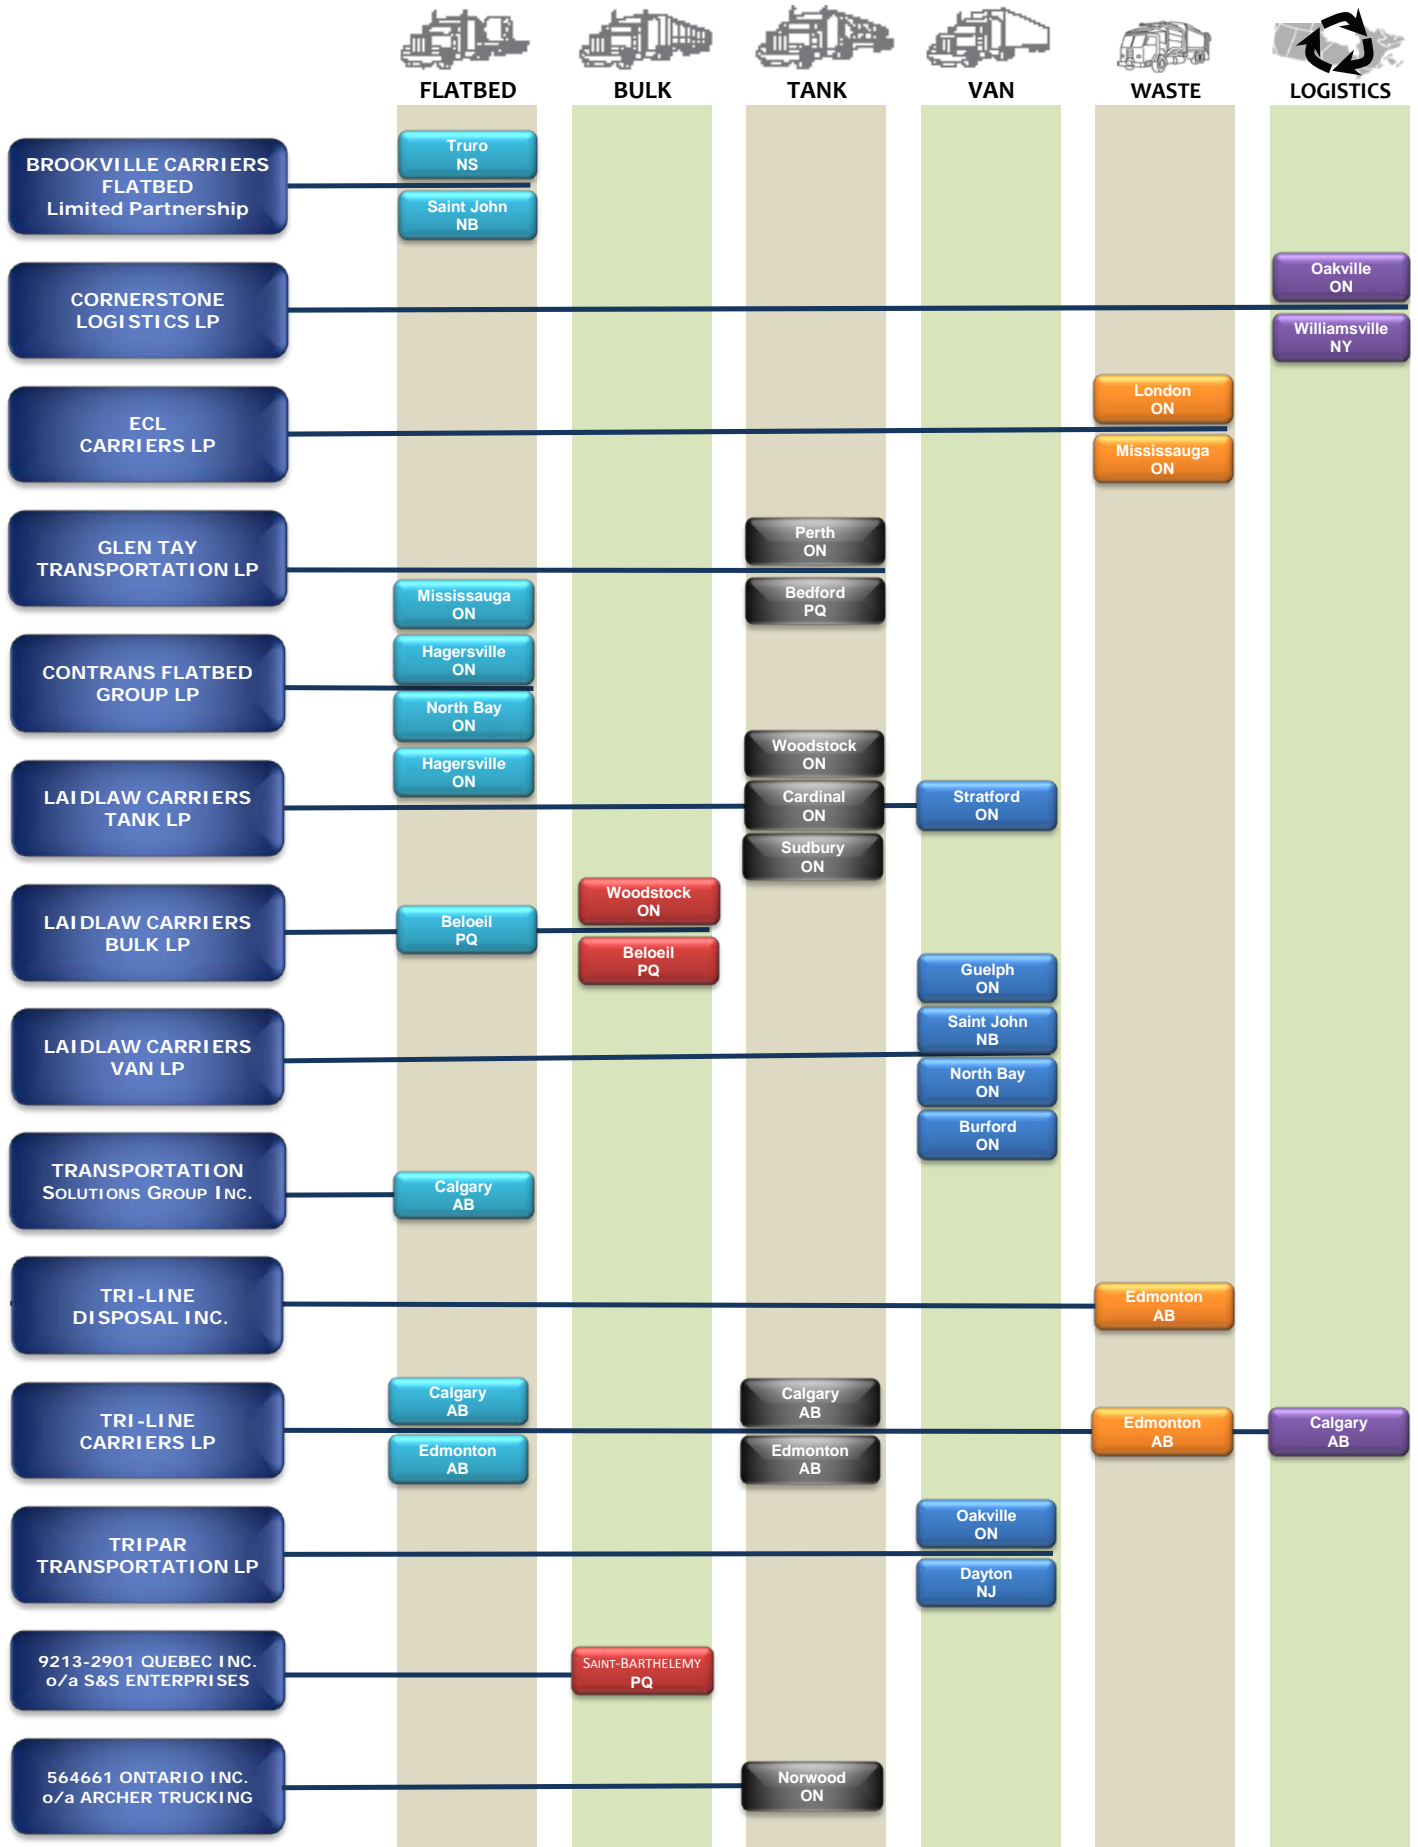 FLATBED
BULK
TANK
VAN
WASTE
LOGISTICS
BROOKVILLE CARRIERS
FLATBED
Limited Partnership
Truro
NS
Saint John
NB
CORNERSTONE
LOGISTICS LP
Oakville
ON
Williamsville
NY
ECL
CARRIERS LP
London
ON
Mississauga
ON
GLEN TAY
TRANSPORTATION LP
Perth
ON
Bedford
PQ
CONTRANS FLATBED
GROUP LP
Mississauga
ON
Hagersville
ON
North Bay
ON
Hagersville
ON
LAIDLAW CARRIERS
TANK LP
Woodstock
ON
Cardinal
ON
Sudbury
ON
Stratford
ON
LAIDLAW CARRIERS
BULK LP
Beloeil
PQ
Woodstock
ON
Beloeil
PQ
LAIDLAW CARRIERS
VAN LP
Guelph
ON
Saint John
NB
North Bay
ON
Burford
ON
TRANSPORTATION
SOLUTIONS GROUP INC.
Calgary
AB
TRI-LINE
DISPOSAL INC.
Edmonton
AB
TRI-LINE
CARRIERS LP
Calgary
AB
Edmonton
AB
Calgary
AB
Edmonton
AB
Edmonton
AB
Calgary
AB
TRIPAR
TRANSPORTATION LP
Oakville
ON
Dayton
NJ
9213-2901 QUEBEC INC.
o/a S&S ENTERPRISES
SAINT-BARTHELEMY
PQ
564661 ONTARIO INC.
o/a ARCHER TRUCKING
Norwood
ON